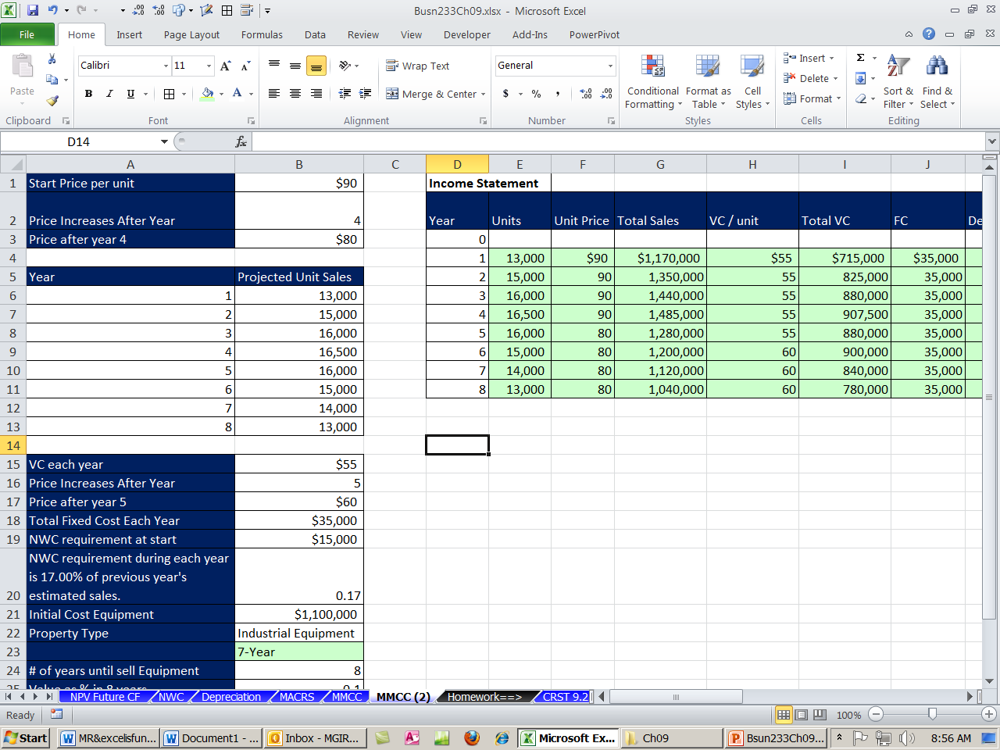 Busn233Ch09.xlsx - Microsoft Excel
File Home Insert Page Layout Formulas Data Review View Developer Add-Ins PowerPivot
Paste
Calibri 11
B I U
Wrap Text
Merge & Center
General
$ % ,
Conditional Formatting
Format as Table
Cell Styles
Insert
Delete
Format
Sort & Filter
Find & Select
Clipboard Font Alignment Number Styles Cells Editing
D14 fx
A B C D E F G H I J
1 Start Price per unit $90 Income Statement
2 Price Increases After Year 4 Year Units Unit Price Total Sales VC / unit Total VC FC De
3 Price after year 4 $80 0
4 1 13,000 $90 $1,170,000 $55 $715,000 $35,000
5 Year Projected Unit Sales 2 15,000 90 1,350,000 55 825,000 35,000
6 1 13,000 3 16,000 90 1,440,000 55 880,000 35,000
7 2 15,000 4 16,500 90 1,485,000 55 907,500 35,000
8 3 16,000 5 16,000 80 1,280,000 55 880,000 35,000
9 4 16,500 6 15,000 80 1,200,000 60 900,000 35,000
10 5 16,000 7 14,000 80 1,120,000 60 840,000 35,000
11 6 15,000 8 13,000 80 1,040,000 60 780,000 35,000
12 7 14,000
13 8 13,000
14
15 VC each year $55
16 Price Increases After Year 5
17 Price after year 5 $60
18 Total Fixed Cost Each Year $35,000
19 NWC requirement at start $15,000
NWC requirement during each year
is 17.00% of previous year's
20 estimated sales. 0.17
21 Initial Cost Equipment $1,100,000
22 Property Type Industrial Equipment
23 7-Year
24 # of years until sell Equipment 8
25 Value as % in 8 years 0.1
NPV Future CF NWC Depreciation MACRS MMCC MMCC (2) Homework==> CRST 9.2
Ready 100%
Start MR&excelisfun... Document1 - ... Inbox - MGIR... Microsoft Ex... Ch09 Bsun233Ch09... 8:56 AM